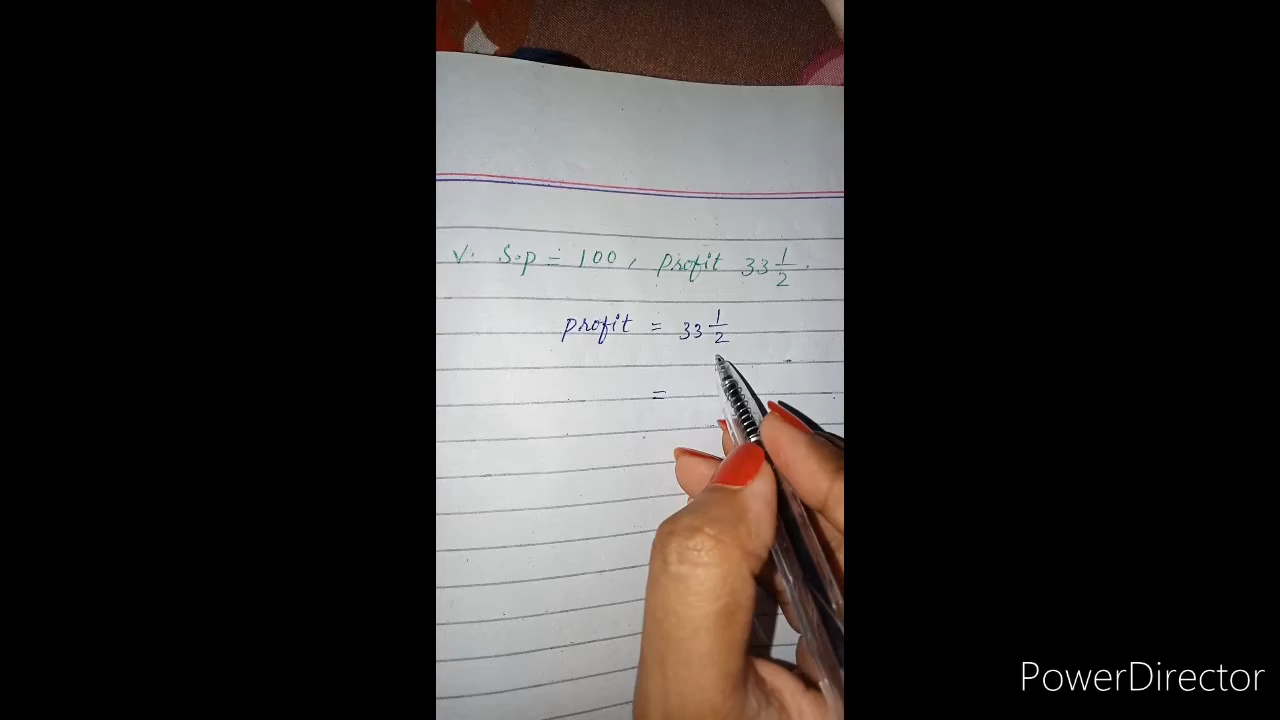 V. S.p = 100, profit 33 1/2.
profit = 33 1/2
=
PowerDirector